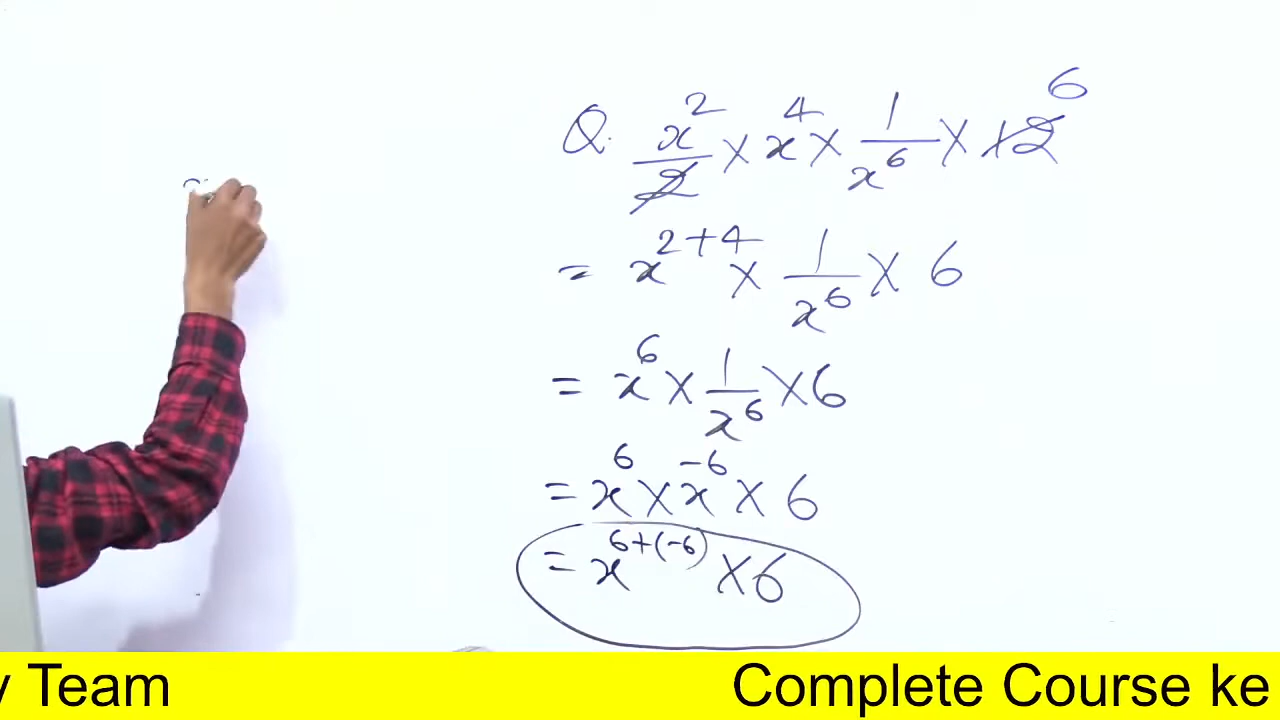 Q. x²/2 × x⁴ × 1/x⁶ × 12 6
= x²⁺⁴ × 1/x⁶ × 6
= x⁶ × 1/x⁶ × 6
= x⁶ × x⁻⁶ × 6
= x⁶⁺⁽⁻⁶⁾ × 6
Team Complete Course ke